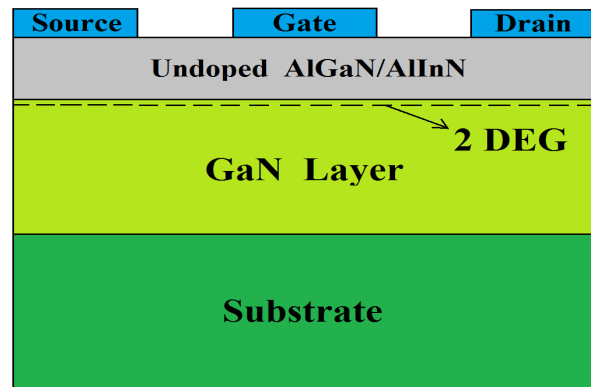 Source Gate Drain
Undoped AlGaN/AlInN
2 DEG
GaN Layer
Substrate